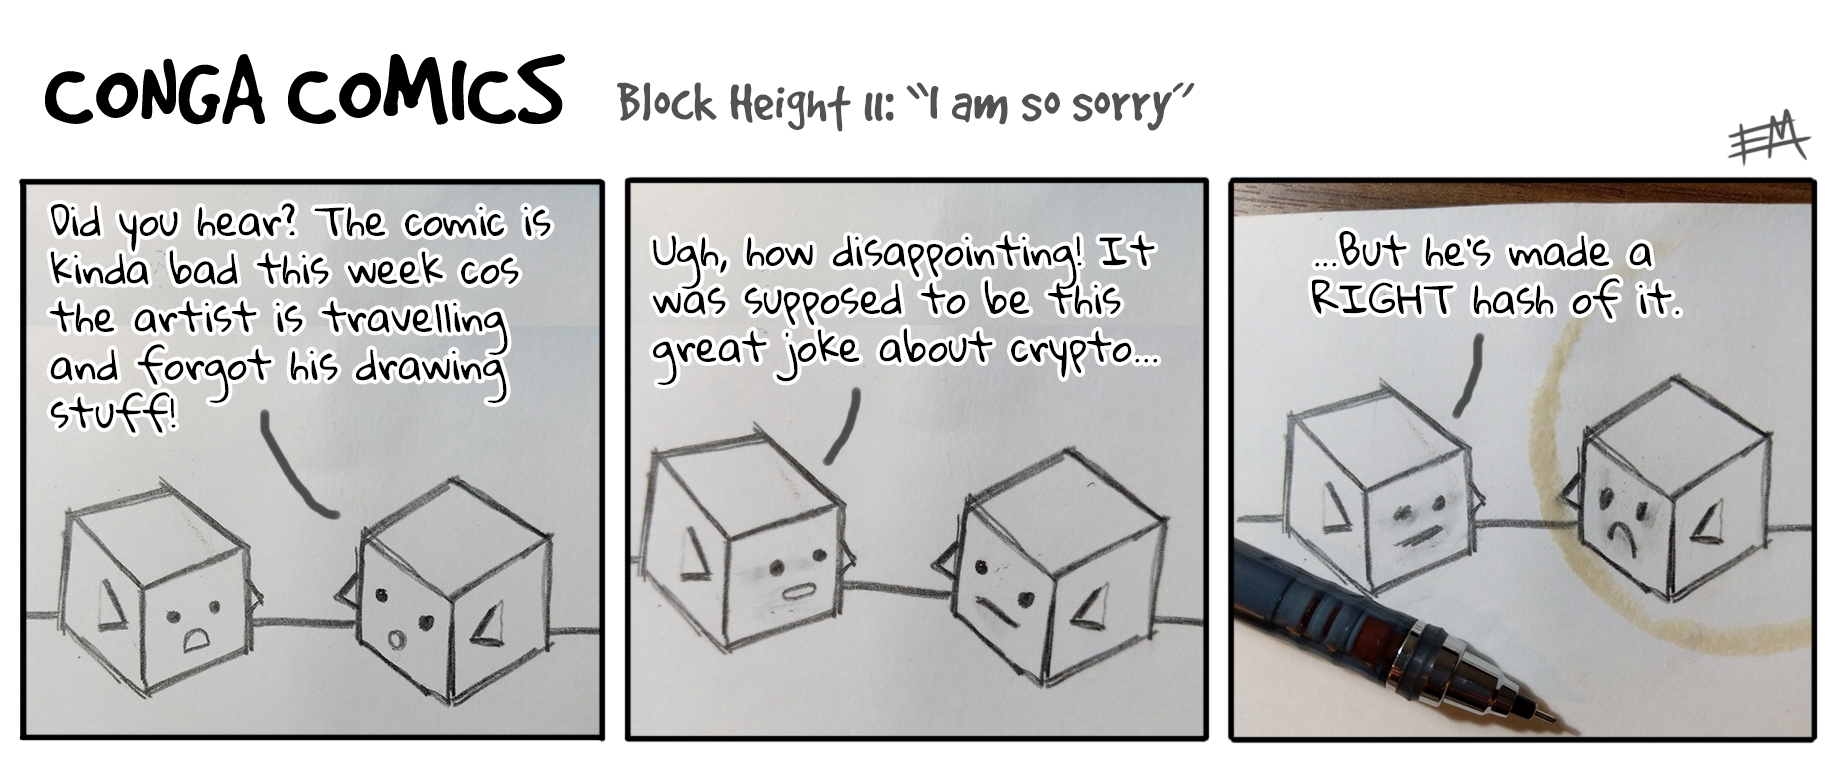 CONGA COMICS
Block Height 11: "I am so sorry"
EM
Did you hear? The comic is
kinda bad this week cos
the artist is travelling
and forgot his drawing
stuff!
Ugh, how disappointing! It
was supposed to be this
great joke about crypto...
...But he's made a
RIGHT hash of it.